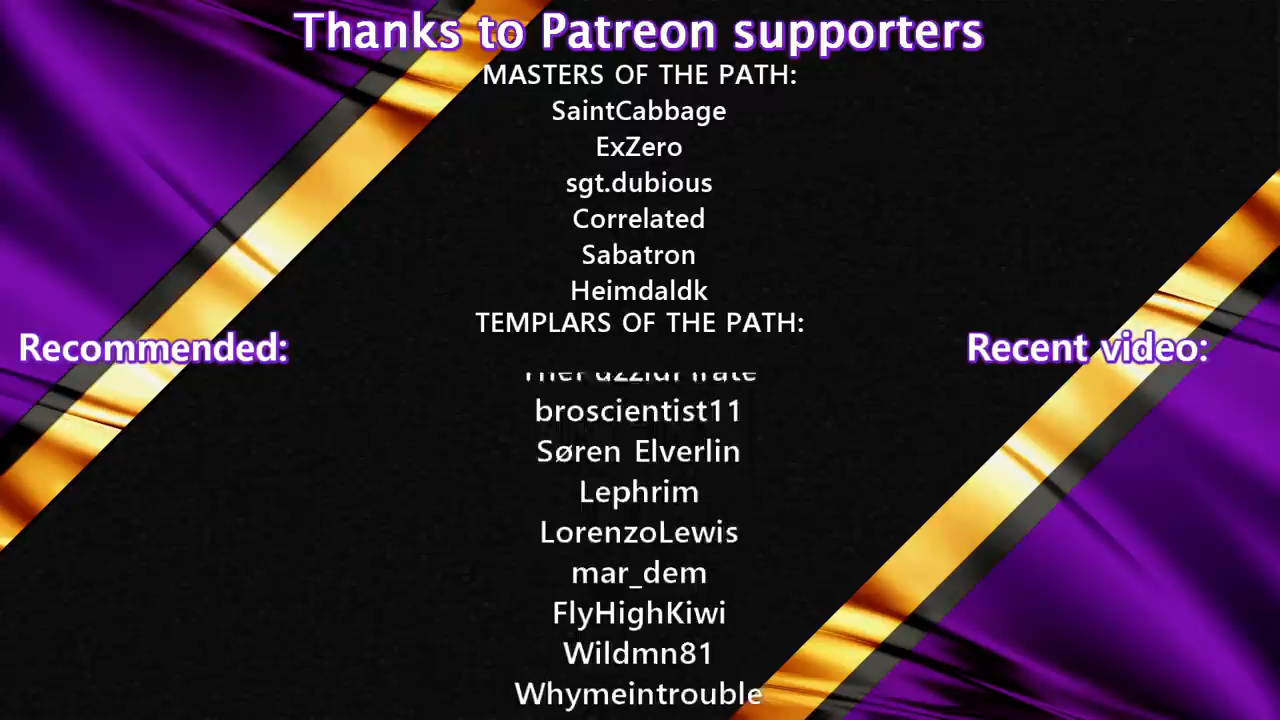 Thanks to Patreon supporters
MASTERS OF THE PATH:
SaintCabbage
ExZero
sgt.dubious
Correlated
Sabatron
Heimdaldk
TEMPLARS OF THE PATH:
Recommended:
Recent video:
broscientist11
Søren Elverlin
Lephrim
LorenzoLewis
mar_dem
FlyHighKiwi
Wildmn81
Whymeintrouble